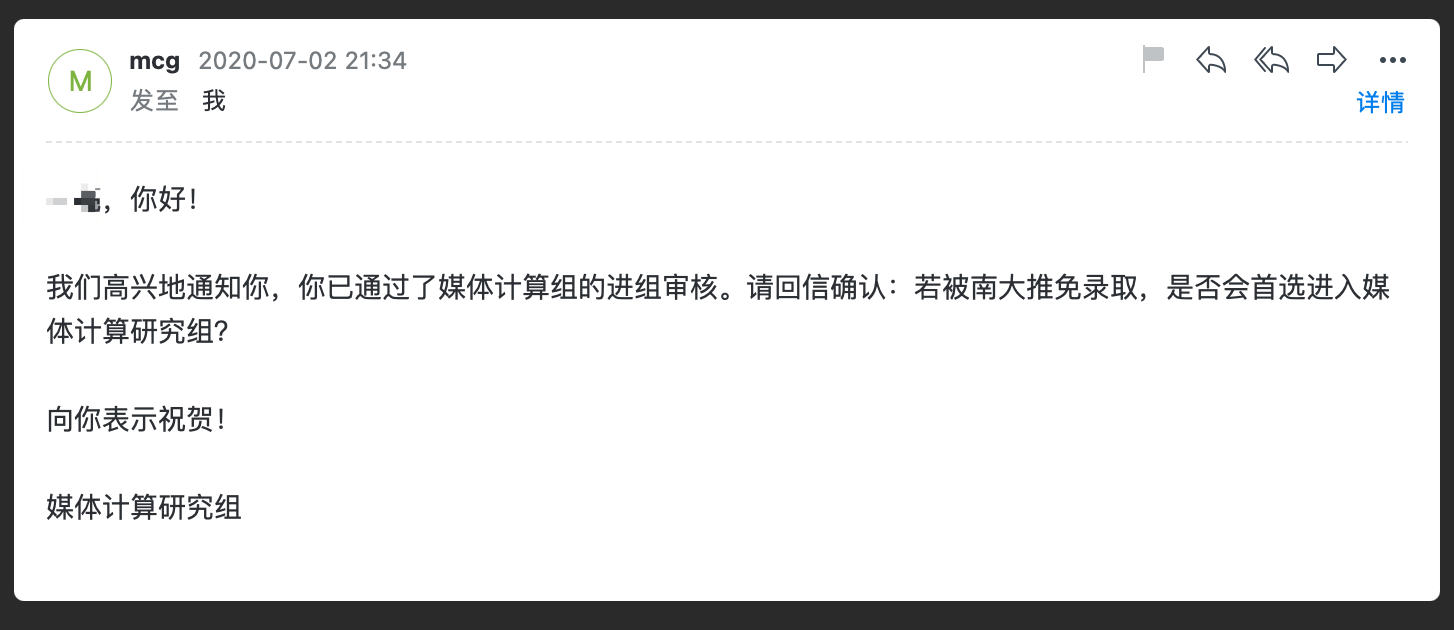 M
mcg 2020-07-02 21:34
发至 我
详情
，你好！
我们高兴地通知你，你已通过了媒体计算组的进组审核。请回信确认：若被南大推免录取，是否会首选进入媒
体计算研究组？
向你表示祝贺！
媒体计算研究组